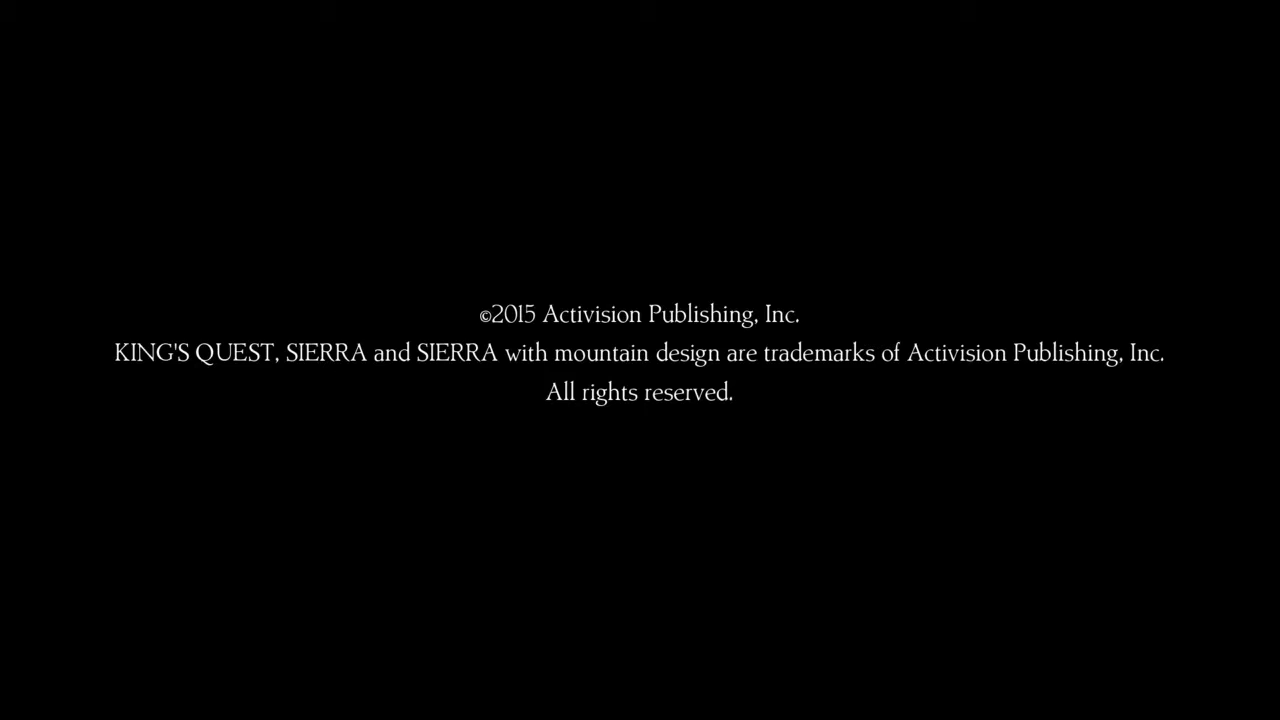 ©2015 Activision Publishing, Inc.
KING'S QUEST, SIERRA and SIERRA with mountain design are trademarks of Activision Publishing, Inc.
All rights reserved.